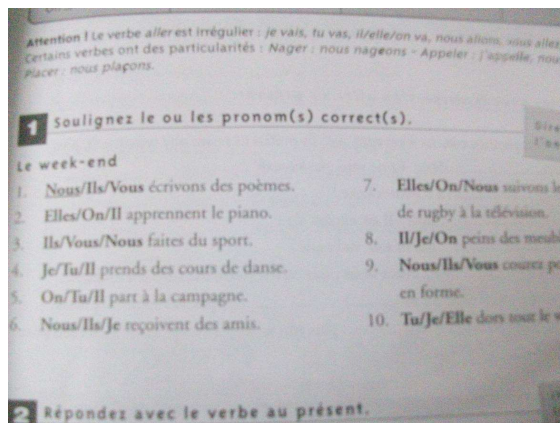 Attention ! Le verbe aller est irrégulier : je vais, tu vas, il/elle/on va, nous allons, vous allez
Certains verbes ont des particularités : Nager : nous nageons - Appeler : j'appelle, nou
Placer : nous plaçons.
1 Soulignez le ou les pronom(s) correct(s).
Le week-end
1. Nous/Ils/Vous écrivons des poèmes.
2. Elles/On/Il apprennent le piano.
3. Ils/Vous/Nous faites du sport.
4. Je/Tu/Il prends des cours de danse.
5. On/Tu/Il part à la campagne.
6. Nous/Ils/Je reçoivent des amis.
7. Elles/On/Nous suivons le
de rugby à la télévision.
8. Il/Je/On peins des meubl
9. Nous/Ils/Vous courez po
en forme.
10. Tu/Je/Elle dors tout le w
2 Répondez avec le verbe au présent.